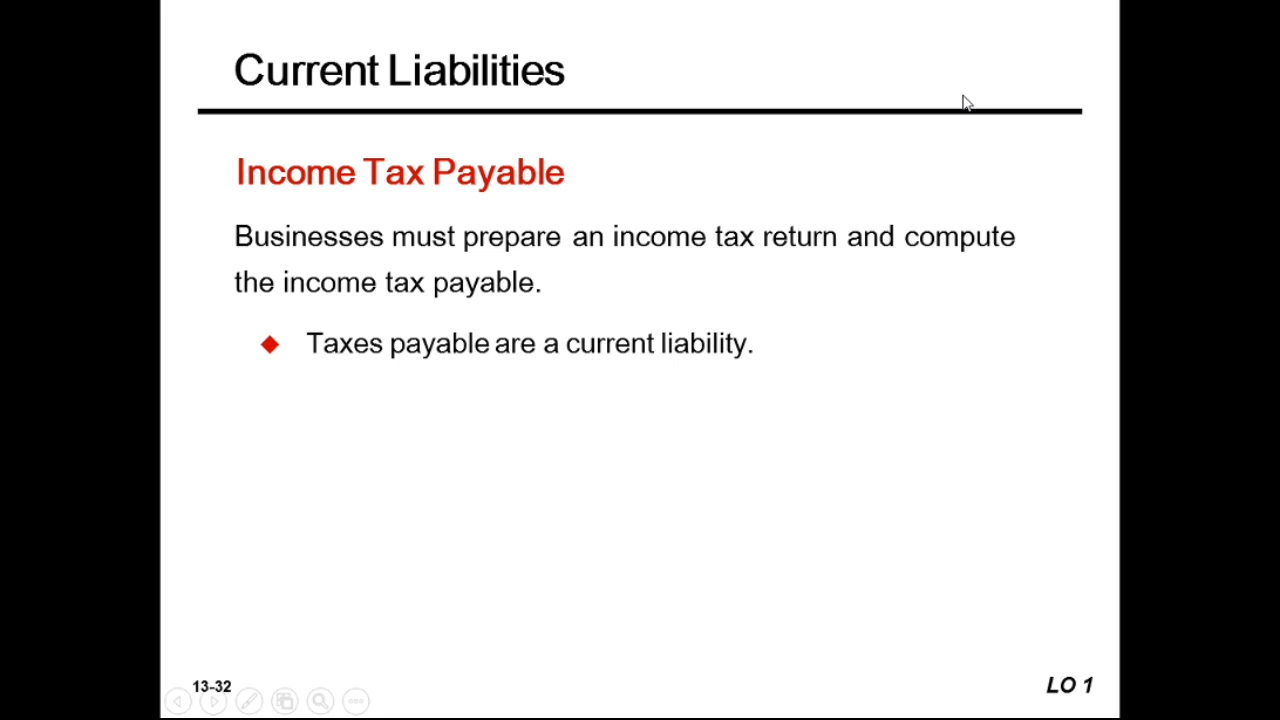 Current Liabilities
Income Tax Payable
Businesses must prepare an income tax return and compute
the income tax payable.
Taxes payable are a current liability.
13-32
LO 1